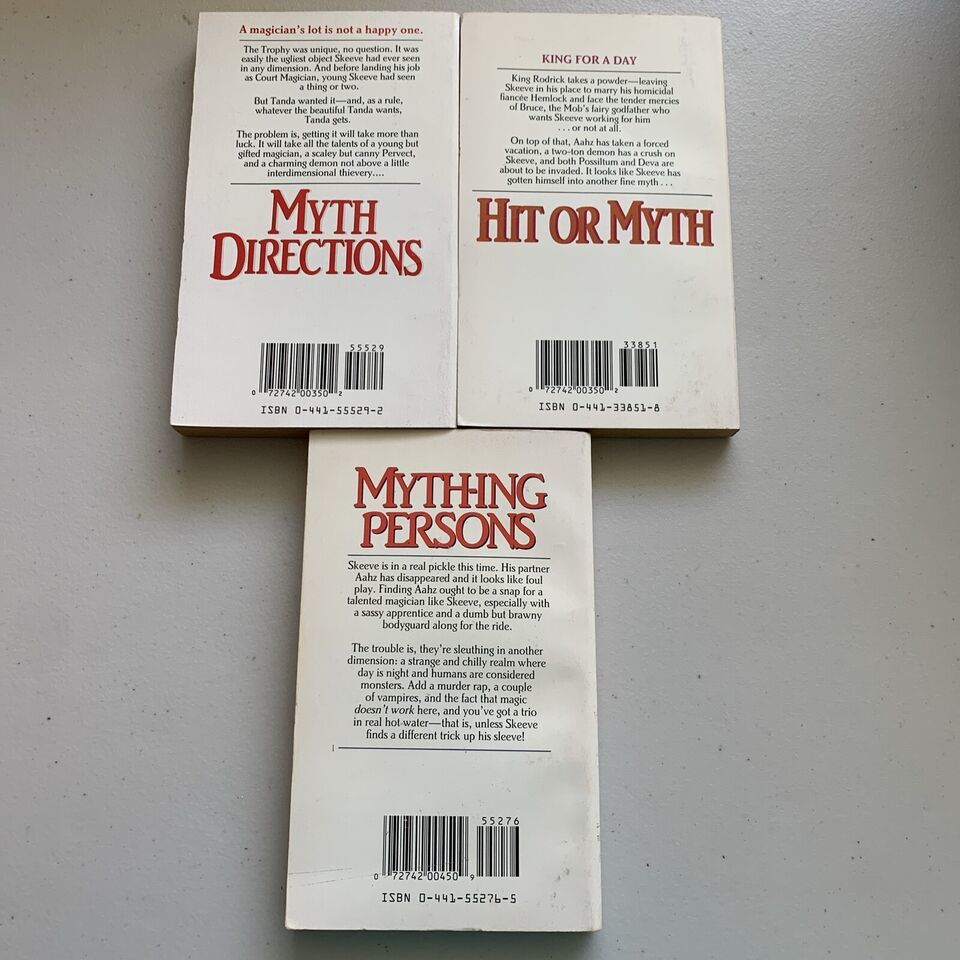 A magician's lot is not a happy one.
The Trophy was unique, no question. It was
easily the ugliest object Skeeve had ever seen
in any dimension. And before landing his job
as Court Magician, young Skeeve had seen
a thing or two.
But Tanda wanted it—and, as a rule,
whatever the beautiful Tanda wants,
Tanda gets.
The problem is, getting it will take more than
luck. It will take all the talents of a young but
gifted magician, a scaley but canny Pervect,
and a charming demon not above a little
interdimensional thievery....
MYTH
DIRECTIONS
55529
0 72742 00350 2
ISBN 0-441-55529-2
KING FOR A DAY
King Rodrick takes a powder—leaving
Skeeve in his place to marry his homicidal
fiancée Hemlock and face the tender mercies
of Bruce, the Mob's fairy godfather who
wants Skeeve working for him
. . . or not at all.
On top of that, Aahz has taken a forced
vacation, a two-ton demon has a crush on
Skeeve, and both Possiltum and Deva are
about to be invaded. It looks like Skeeve has
gotten himself into another fine myth . . .
HIT OR MYTH
33851
0 72742 00350 2
ISBN 0-441-33851-8
MYTH-ING
PERSONS
Skeeve is in a real pickle this time. His partner
Aahz has disappeared and it looks like foul
play. Finding Aahz ought to be a snap for a
talented magician like Skeeve, especially with
a sassy apprentice and a dumb but brawny
bodyguard along for the ride.
The trouble is, they're sleuthing in another
dimension: a strange and chilly realm where
day is night and humans are considered
monsters. Add a murder rap, a couple
of vampires, and the fact that magic
doesn't work here, and you've got a trio
in real hot water—that is, unless Skeeve
finds a different trick up his sleeve!
55276
0 72742 00450 9
ISBN 0-441-55276-5